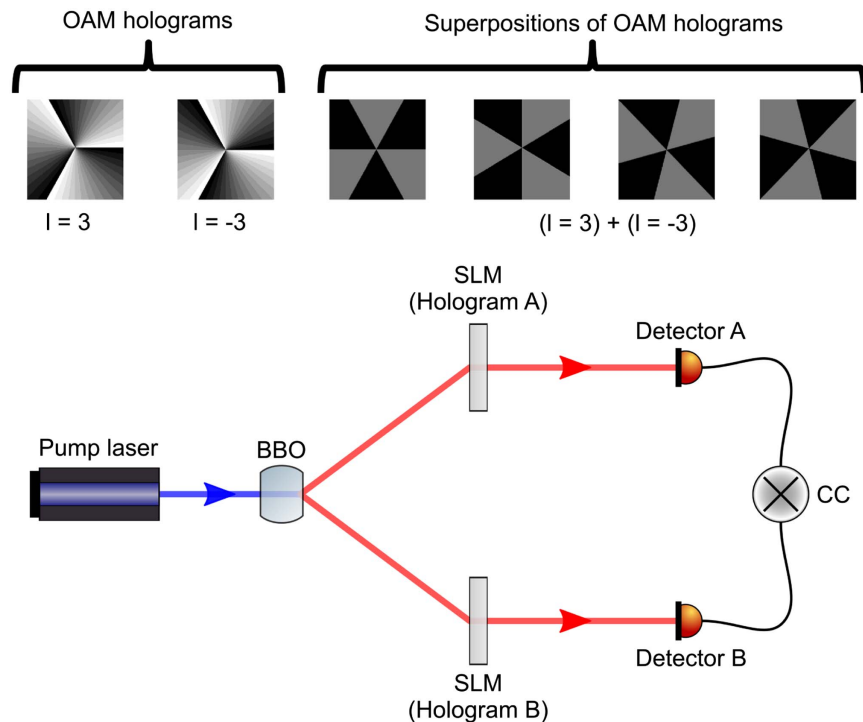 OAM holograms
Superpositions of OAM holograms
l = 3
l = -3
(l = 3) + (l = -3)
SLM
(Hologram A)
Detector A
Pump laser
BBO
CC
Detector B
SLM
(Hologram B)